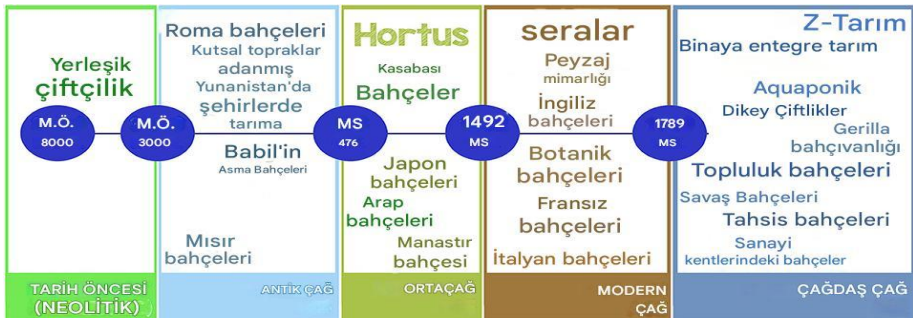 Yerleşik
çiftçilik
M.Ö.
8000
TARİH ÖNCESİ
(NEOLİTİK)
M.Ö.
3000
Roma bahçeleri
Kutsal topraklar
adanmış
Yunanistan'da
şehirlerde
tarıma
Babil'in
Asma Bahçeleri
Mısır
bahçeleri
ANTİK ÇAĞ
MS
476
Hortus
Kasabası
Bahçeler
Japon
bahçeleri
Arap
bahçeleri
Manastır
bahçesi
ORTAÇAĞ
1492
MS
seralar
Peyzaj
mimarlığı
İngiliz
bahçeleri
Botanik
bahçeleri
Fransız
bahçeleri
İtalyan bahçeleri
MODERN
ÇAĞ
1789
MS
Z-Tarım
Binaya entegre tarım
Aquaponik
Dikey Çiftlikler
Gerilla
bahçıvanlığı
Topluluk bahçeleri
Savaş Bahçeleri
Tahsis bahçeleri
Sanayi
kentlerindeki bahçeler
ÇAĞDAŞ ÇAĞ